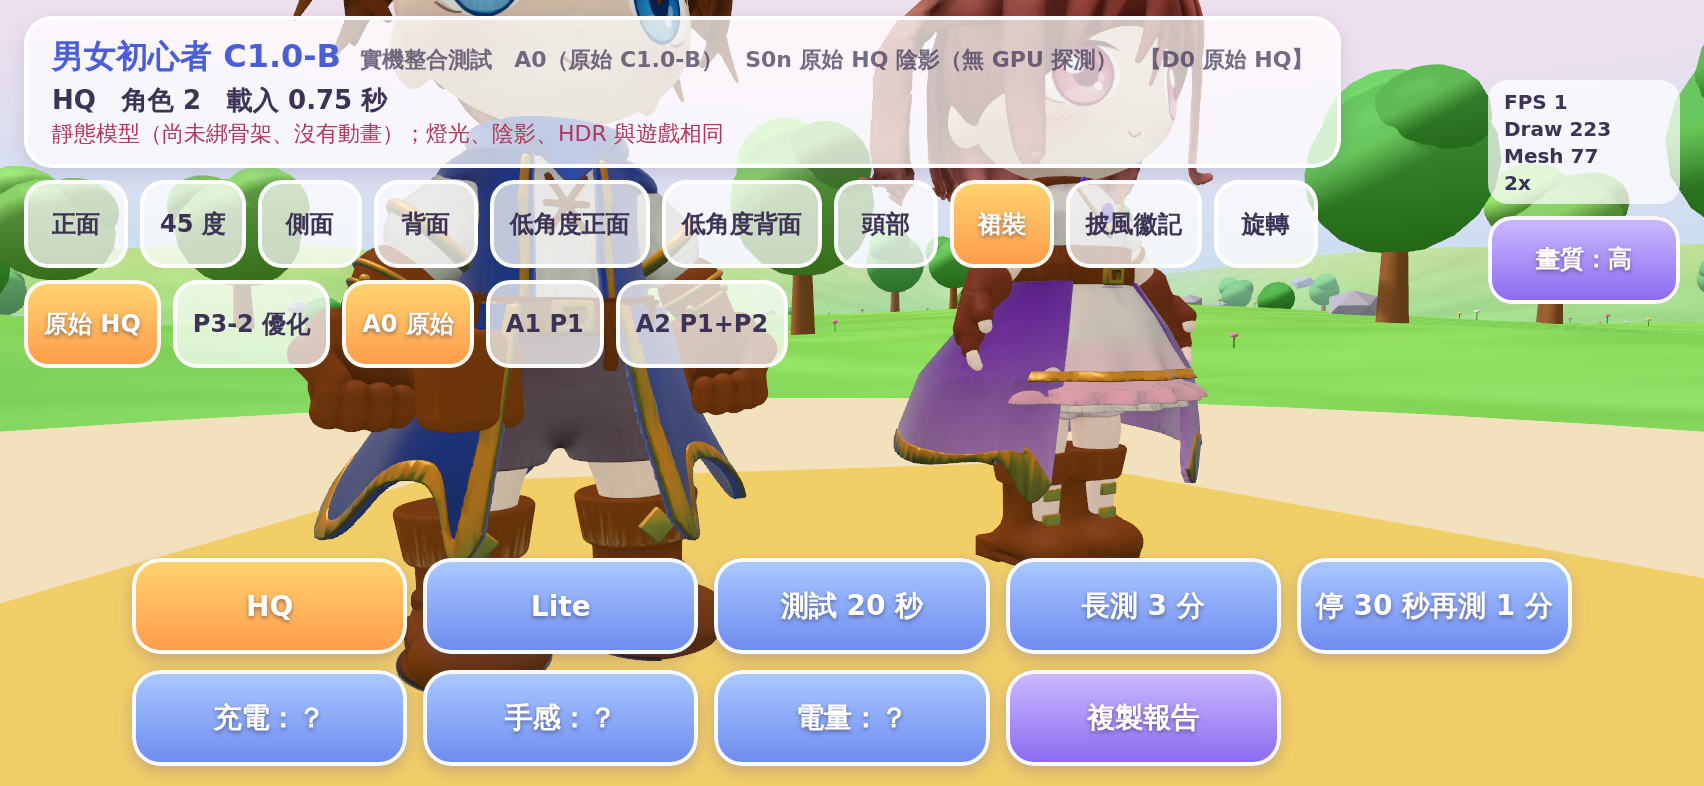 男女初心者 C1.0-B 實機整合測試 A0（原始 C1.0-B） S0n 原始 HQ 陰影（無 GPU 探測） 【D0 原始 HQ】
HQ 角色 2 載入 0.75 秒
靜態模型（尚未綁骨架、沒有動畫）；燈光、陰影、HDR 與遊戲相同
FPS 1
Draw 223
Mesh 77
2x
正面
45 度
側面
背面
低角度正面
低角度背面
頭部
裙裝
披風徽記
旋轉
畫質：高
原始 HQ
P3-2 優化
A0 原始
A1 P1
A2 P1+P2
HQ
Lite
測試 20 秒
長測 3 分
停 30 秒再測 1 分
充電：？
手感：？
電量：？
複製報告